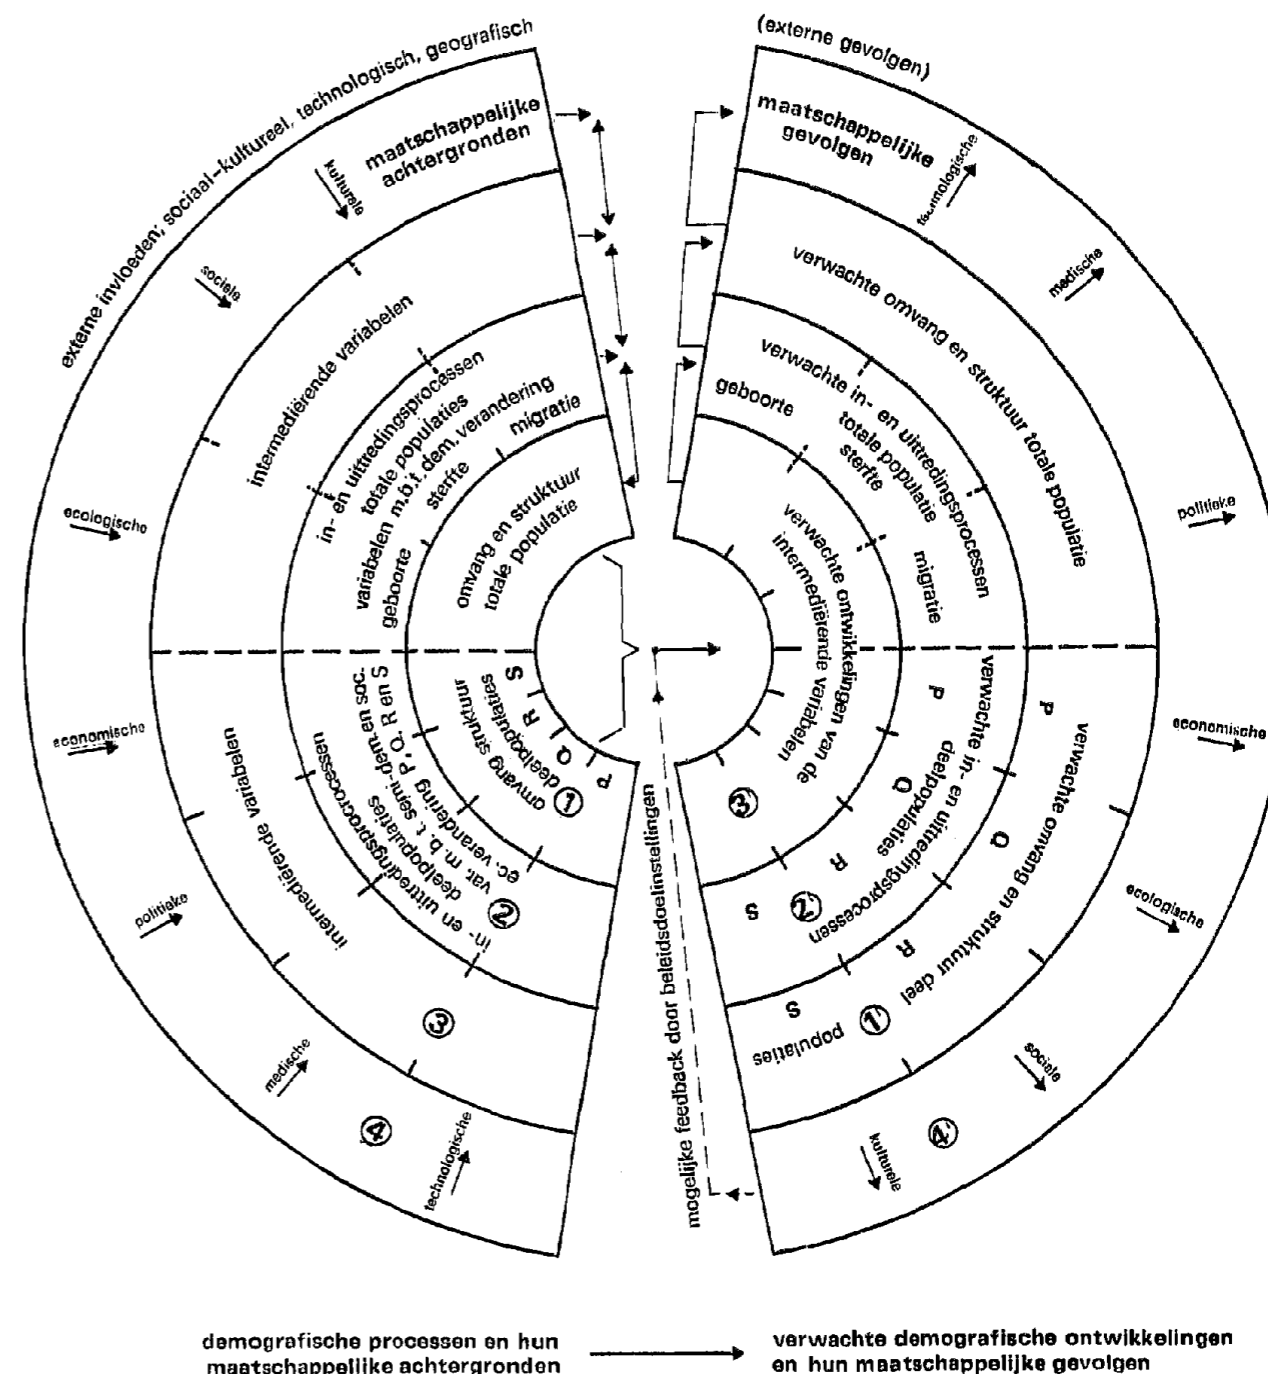 externe invloeden; sociaal-kultureel, technologisch, geografisch
maatschappelijke
achtergronden
kulturele
sociale
ecologische
economische
politieke
medische
technologische
intermediërende variabelen
in- en uittredingsprocessen
totale populaties
variabelen m.b.t. dem. verandering
geboorte
sterfte
migratie
omvang en struktuur
totale populatie
S
R
Q
P
omvang struktuur
deelpopulaties
1
ec. verandering P, Q, R en S
var. m. b. t. semi-dem. en soc.
deelpopulaties
in- en uittredingsprocrocessen
2
intermediërende variabelen
3
4
(externe gevolgen)
maatschappelijke
gevolgen
technologische
medische
politieke
economische
ecologische
sociale
kulturele
verwachte omvang en struktuur totale populatie
verwachte in- en uittredingsprocessen
totale populatie
geboorte
sterfte
migratie
verwachte ontwikkelingen van de
intermediërende variabelen
3'
P
Q
R
S
verwachte in- en uittredingsprocessen
deelpopulaties
2'
P
Q
R
S
verwachte omvang en struktuur deel
populaties
1'
4'
mogelijke feedback door beleidsdoelinstellingen
demografische processen en hun
maatschappelijke achtergronden
verwachte demografische ontwikkelingen
en hun maatschappelijke gevolgen